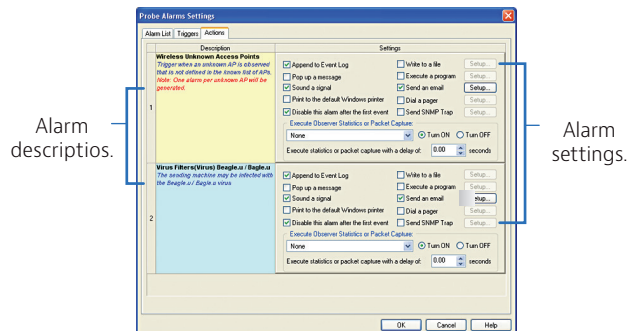 Probe Alarms Settings
Alarm List Triggers Actions
Description Settings
1
Wireless Unknown Access Points
Trigger when an unknown AP is observed
that is not defined in the known list of APs.
Note: One alarm per unknown AP will be
generated.
Append to Event Log Write to a file Setup...
Pop up a message Execute a program Setup...
Sound a signal Send an email Setup...
Print to the default Windows printer Dial a pager Setup...
Disable this alarm after the first event Send SNMP Trap Setup...
Execute Observer Statistics or Packet Capture:
None Turn ON Turn OFF
Execute statistics or packet capture with a delay of: 0.00 seconds
2
Virus Filters(Virus) Beagle.u / Bagle.u
The sending machine may be infected with
the Beagle.u / Eagle.u virus
Append to Event Log Write to a file Setup...
Pop up a message Execute a program Setup...
Sound a signal Send an email etup...
Print to the default Windows printer Dial a pager Setup...
Disable this alarm after the first event Send SNMP Trap Setup...
Execute Observer Statistics or Packet Capture:
None Turn ON Turn OFF
Execute statistics or packet capture with a delay of: 0.00 seconds
OK Cancel Help
Alarm
descriptios.
Alarm
settings.